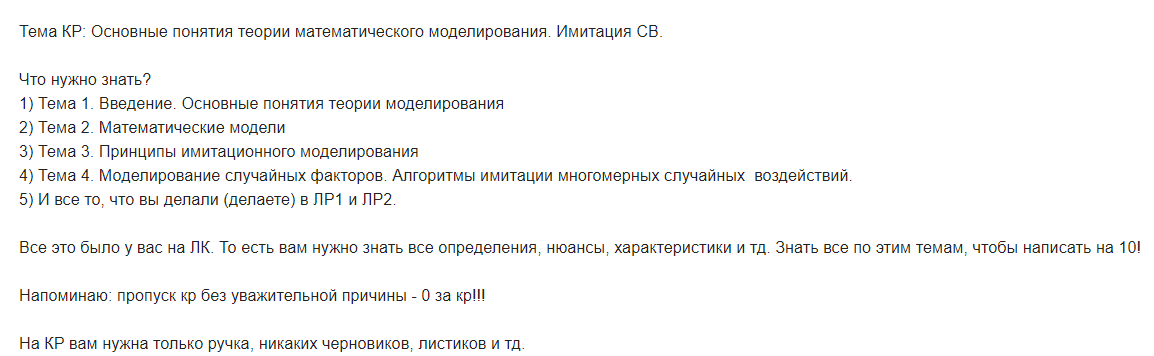 Тема КР: Основные понятия теории математического моделирования. Имитация СВ.
Что нужно знать?
1) Тема 1. Введение. Основные понятия теории моделирования
2) Тема 2. Математические модели
3) Тема 3. Принципы имитационного моделирования
4) Тема 4. Моделирование случайных факторов. Алгоритмы имитации многомерных случайных  воздействий.
5) И все то, что вы делали (делаете) в ЛР1 и ЛР2.
Все это было у вас на ЛК. То есть вам нужно знать все определения, нюансы, характеристики и тд. Знать все по этим темам, чтобы написать на 10!
Напоминаю: пропуск кр без уважительной причины - 0 за кр!!!
На КР вам нужна только ручка, никаких черновиков, листиков и тд.